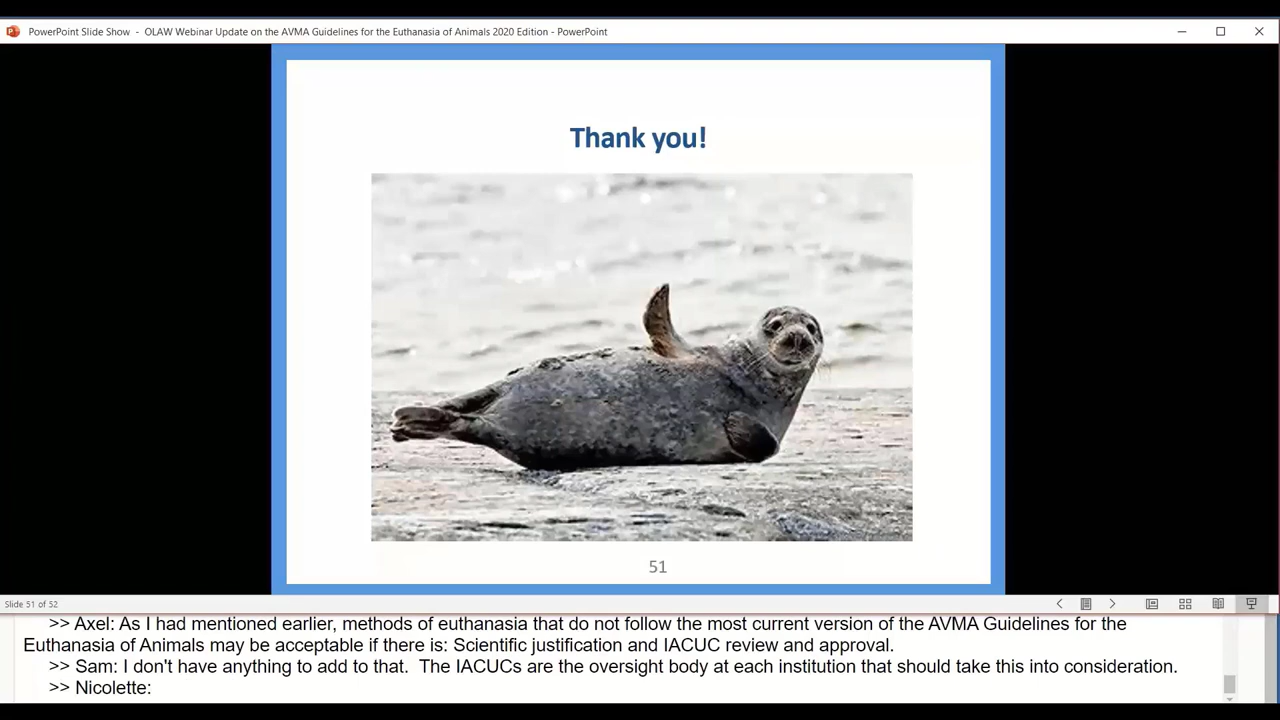 PowerPoint Slide Show - OLAW Webinar Update on the AVMA Guidelines for the Euthanasia of Animals 2020 Edition - PowerPoint
Thank you!
51
Slide 51 of 52
>> Axel: As I had mentioned earlier, methods of euthanasia that do not follow the most current version of the AVMA Guidelines for the
Euthanasia of Animals may be acceptable if there is: Scientific justification and IACUC review and approval.
>> Sam: I don't have anything to add to that.  The IACUCs are the oversight body at each institution that should take this into consideration.
>> Nicolette: